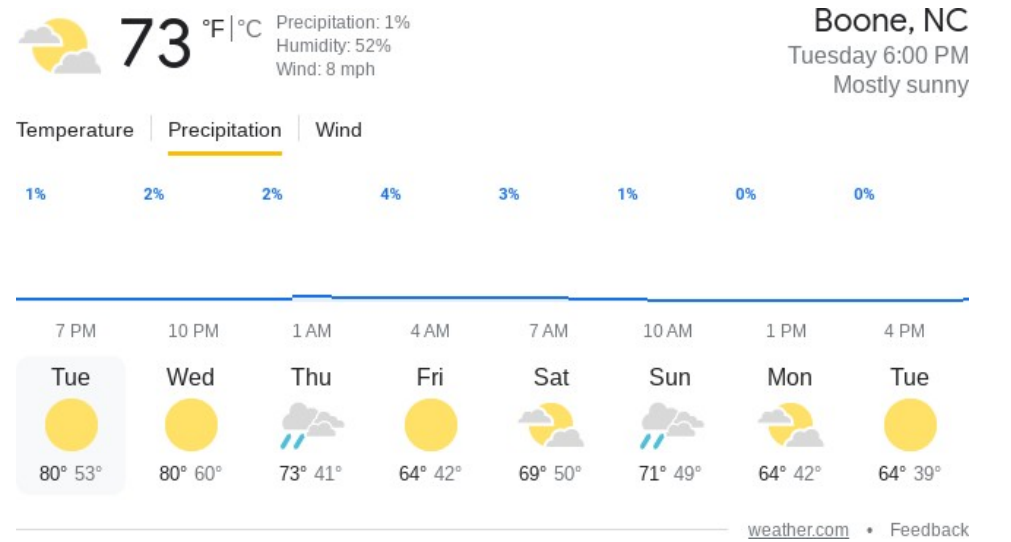 73 °F|°C
Precipitation: 1%
Humidity: 52%
Wind: 8 mph
Boone, NC
Tuesday 6:00 PM
Mostly sunny
Temperature | Precipitation | Wind
1% 2% 2% 4% 3% 1% 0% 0%
7 PM 10 PM 1 AM 4 AM 7 AM 10 AM 1 PM 4 PM
Tue Wed Thu Fri Sat Sun Mon Tue
80° 53° 80° 60° 73° 41° 64° 42° 69° 50° 71° 49° 64° 42° 64° 39°
weather.com • Feedback